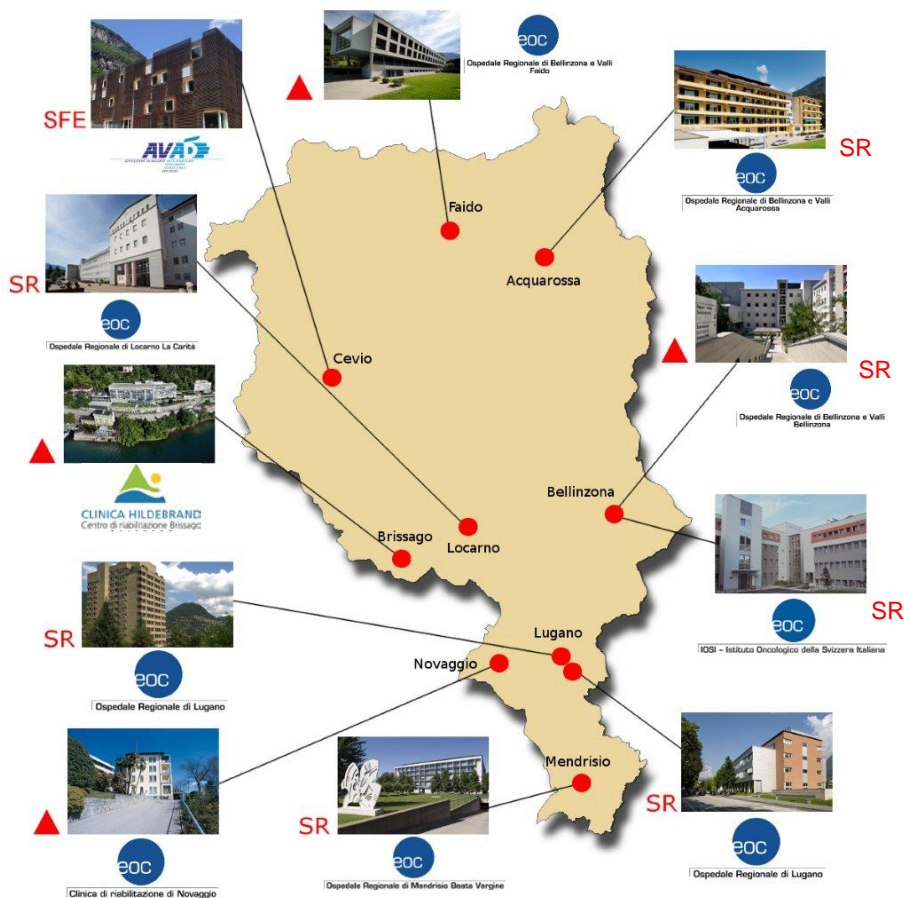 eoc
Ospedale Regionale di Bellinzona e Valli
Faido
SFE
AVAD
SR
eoc
Ospedale Regionale di Bellinzona e Valli
Acquarossa
Faido
Acquarossa
SR
eoc
Ospedale Regionale di Locarno La Carità
SR
eoc
Ospedale Regionale di Bellinzona e Valli
Bellinzona
Cevio
CLINICA HILDEBRAND
Centro di riabilitazione Brissago
Bellinzona
Brissago
Locarno
SR
eoc
IOSI - Istituto Oncologico della Svizzera Italiana
SR
eoc
Ospedale Regionale di Lugano
Lugano
Novaggio
Mendrisio
eoc
Clinica di riabilitazione di Novaggio
SR
eoc
Ospedale Regionale di Mendrisio Beata Vergine
SR
eoc
Ospedale Regionale di Lugano